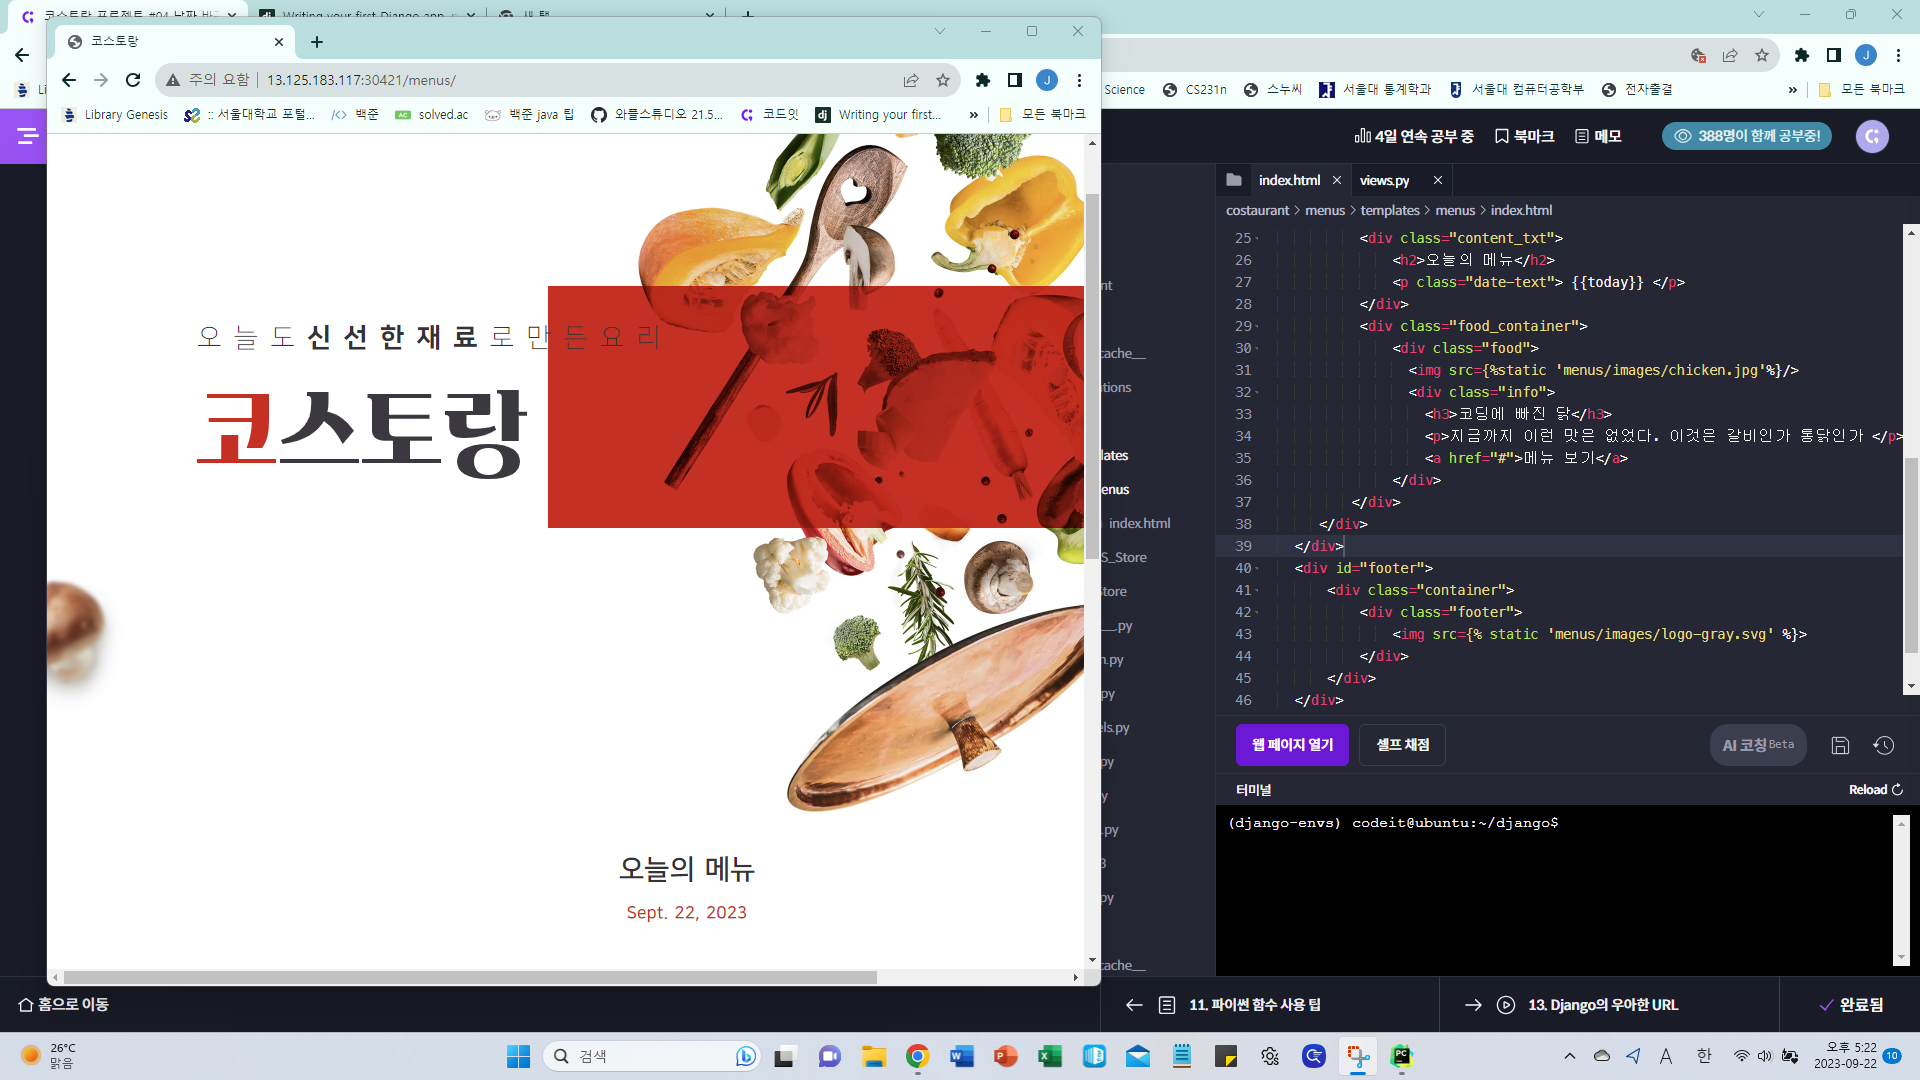 코스토랑 프로젝트 #04 날짜 바
Writing your first Django app
새 탭
코스토랑
주의 요함
13.125.183.117:30421/menus/
J
J
Library Genesis
:: 서울대학교 포털...
백준
solved.ac
백준 java 팁
와플스튜디오 21.5...
코드잇
Writing your first...
»
모든 북마크
Science
CS231n
스누씨
서울대 통계학과
서울대 컴퓨터공학부
전자출결
»
모든 북마크
4일 연속 공부 중
북마크
메모
388명이 함께 공부중!
오늘도 신선한재료로 만든요리
코스토랑
오늘의 메뉴
Sept. 22, 2023
nt
cache__
ations
lates
enus
index.html
S_Store
Store
__.py
n.py
py
els.py
py
y
.py
3
py
cache__
index.html
views.py
costaurant > menus > templates > menus > index.html
25 <div class="content_txt">
26 <h2>오늘의 메뉴</h2>
27 <p class="date-text"> {{today}} </p>
28 </div>
29 <div class="food_container">
30 <div class="food">
31 <img src={%static 'menus/images/chicken.jpg'%}/>
32 <div class="info">
33 <h3>코딩에 빠진 닭</h3>
34 <p>지금까지 이런 맛은 없었다. 이것은 갈비인가 통닭인가 </p>
35 <a href="#">메뉴 보기</a>
36 </div>
37 </div>
38 </div>
39 </div>
40 <div id="footer">
41 <div class="container">
42 <div class="footer">
43 <img src={% static 'menus/images/logo-gray.svg' %}>
44 </div>
45 </div>
46 </div>
웹 페이지 열기
셀프 채점
AI 코칭 Beta
터미널
Reload
(django-envs) codeit@ubuntu:~/django$
홈으로 이동
11. 파이썬 함수 사용 팁
13. Django의 우아한 URL
완료됨
26°C
맑음
검색
A
한
오후 5:22
2023-09-22
10